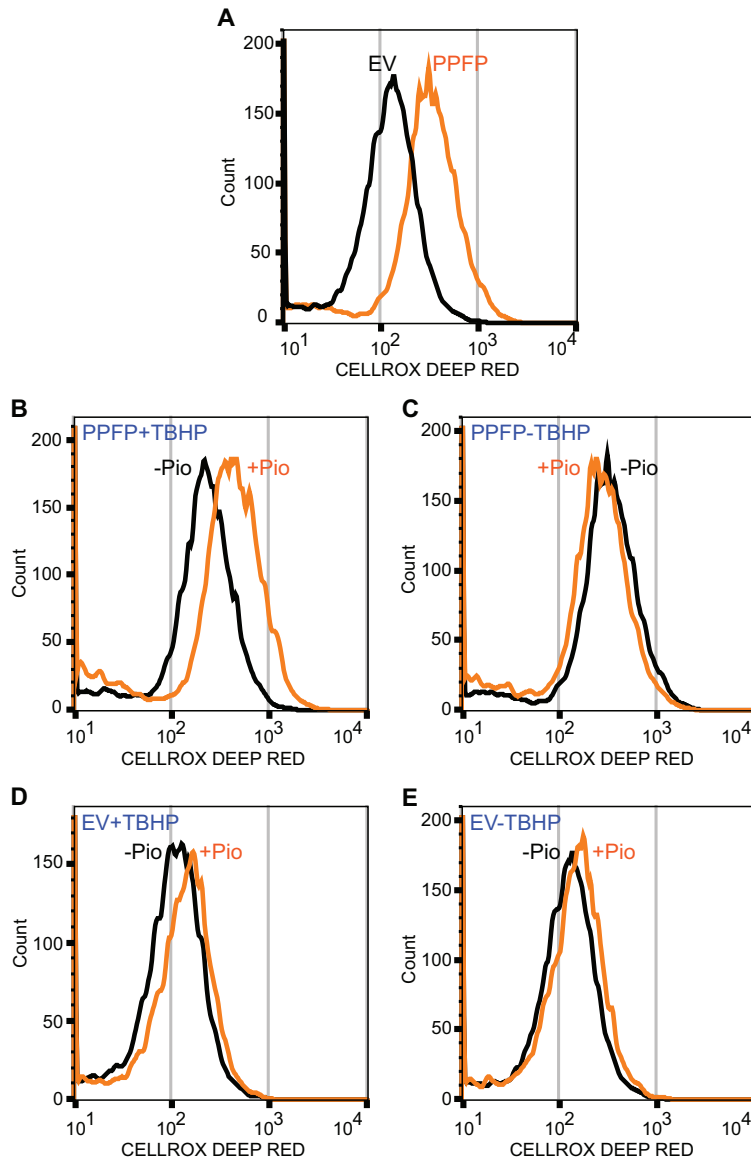 A
200
150
100
50
0
Count
EV PPFP
10^1 10^2 10^3 10^4
CELLROX DEEP RED
B
PPFP+TBHP
-Pio +Pio
200
150
100
50
0
Count
10^1 10^2 10^3 10^4
CELLROX DEEP RED
C
PPFP-TBHP
+Pio -Pio
200
150
100
50
0
Count
10^1 10^2 10^3 10^4
CELLROX DEEP RED
D
EV+TBHP
-Pio +Pio
150
100
50
0
Count
10^1 10^2 10^3 10^4
CELLROX DEEP RED
E
EV-TBHP
-Pio +Pio
200
150
100
50
0
Count
10^1 10^2 10^3 10^4
CELLROX DEEP RED